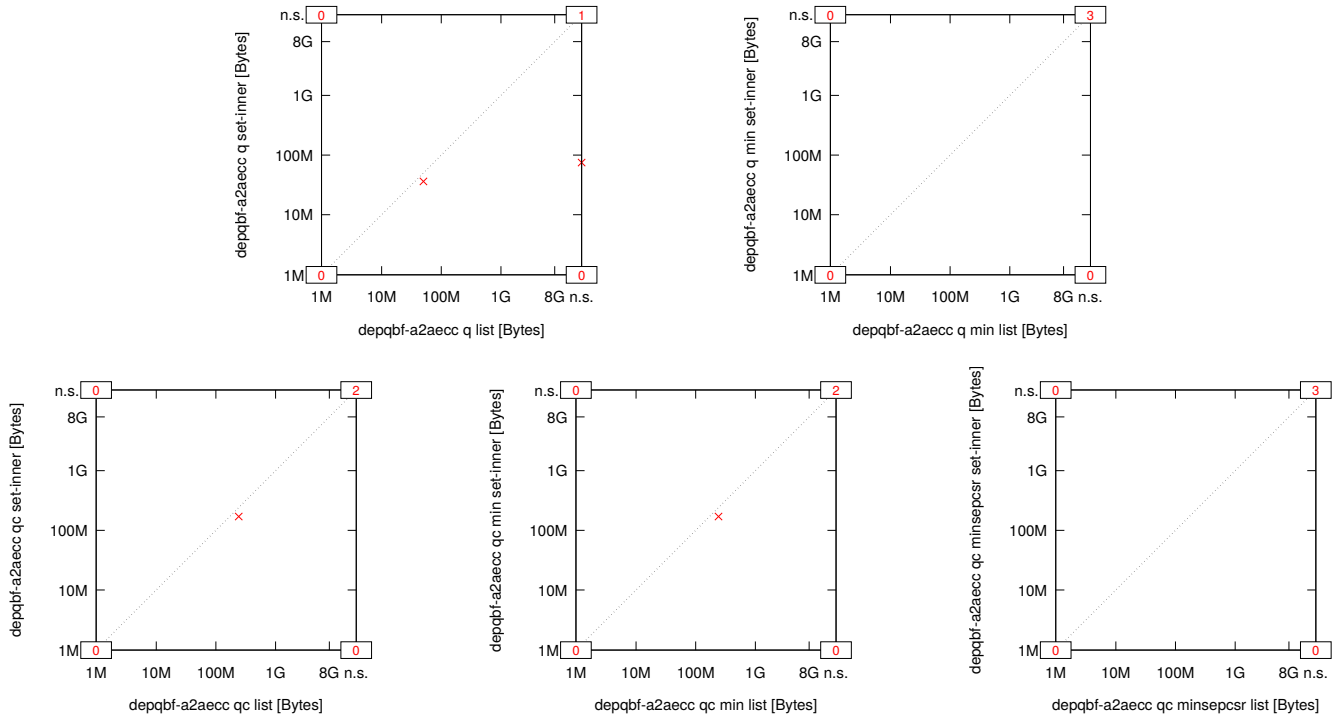 n.s. 0 1
8G
1G
100M
10M
1M 0 0
1M 10M 100M 1G 8G n.s.
depqbf-a2aecc q set-inner [Bytes]
depqbf-a2aecc q list [Bytes]
n.s. 0 3
8G
1G
100M
10M
1M 0 0
1M 10M 100M 1G 8G n.s.
depqbf-a2aecc q min set-inner [Bytes]
depqbf-a2aecc q min list [Bytes]
n.s. 0 2
8G
1G
100M
10M
1M 0 0
1M 10M 100M 1G 8G n.s.
depqbf-a2aecc qc set-inner [Bytes]
depqbf-a2aecc qc list [Bytes]
n.s. 0 2
8G
1G
100M
10M
1M 0 0
1M 10M 100M 1G 8G n.s.
depqbf-a2aecc qc min set-inner [Bytes]
depqbf-a2aecc qc min list [Bytes]
n.s. 0 3
8G
1G
100M
10M
1M 0 0
1M 10M 100M 1G 8G n.s.
depqbf-a2aecc qc minsepcsr set-inner [Bytes]
depqbf-a2aecc qc minsepcsr list [Bytes]